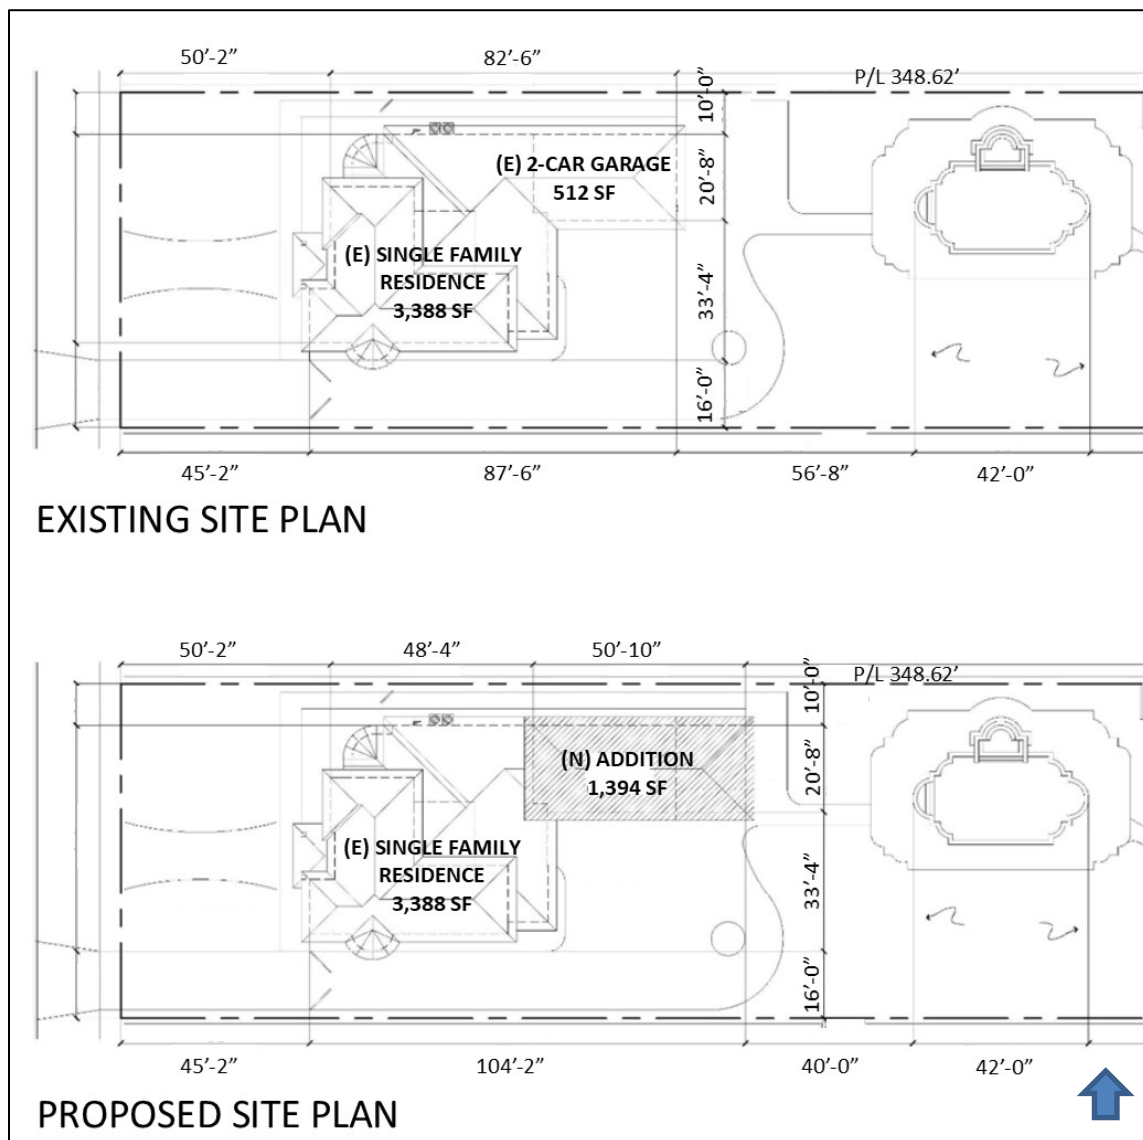 50’-2”
82’-6”
P/L 348.62’
10’-0”
(E) 2-CAR GARAGE
512 SF
20’-8”
(E) SINGLE FAMILY
RESIDENCE
3,388 SF
33’-4”
16’-0”
45’-2”
87’-6”
56’-8”
42’-0”
EXISTING SITE PLAN
50’-2”
48’-4”
50’-10”
P/L 348.62’
10’-0”
(N) ADDITION
1,394 SF
20’-8”
(E) SINGLE FAMILY
RESIDENCE
3,388 SF
33’-4”
16’-0”
45’-2”
104’-2”
40’-0”
42’-0”
PROPOSED SITE PLAN